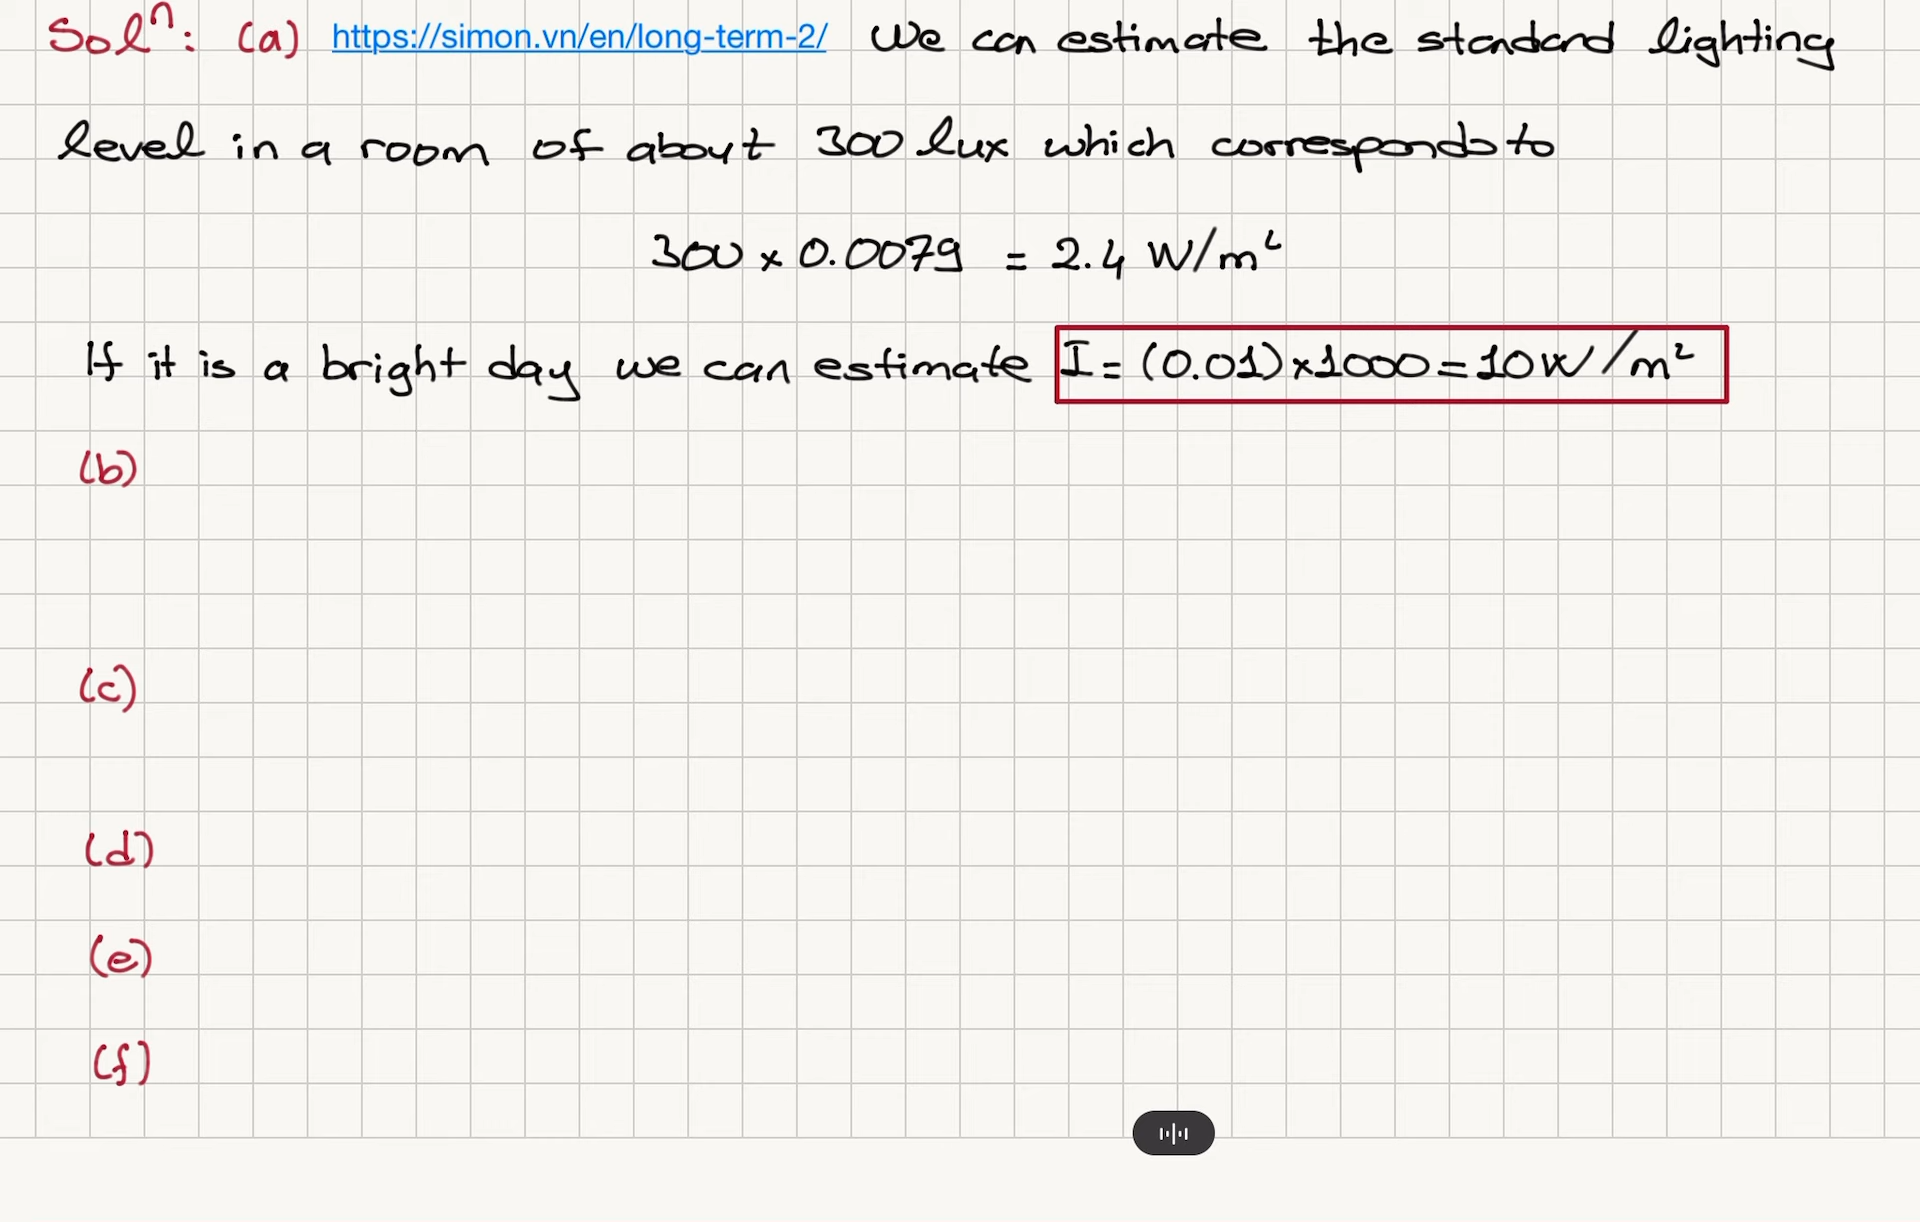 Solⁿ: (a) https://simon.vn/en/long-term-2/ We can estimate the standard lighting
level in a room of about 300 lux which corresponds to
300 × 0.0079 = 2.4 W/m²
If it is a bright day we can estimate I = (0.01)×1000 = 10 W/m²
(b)
(c)
(d)
(e)
(f)